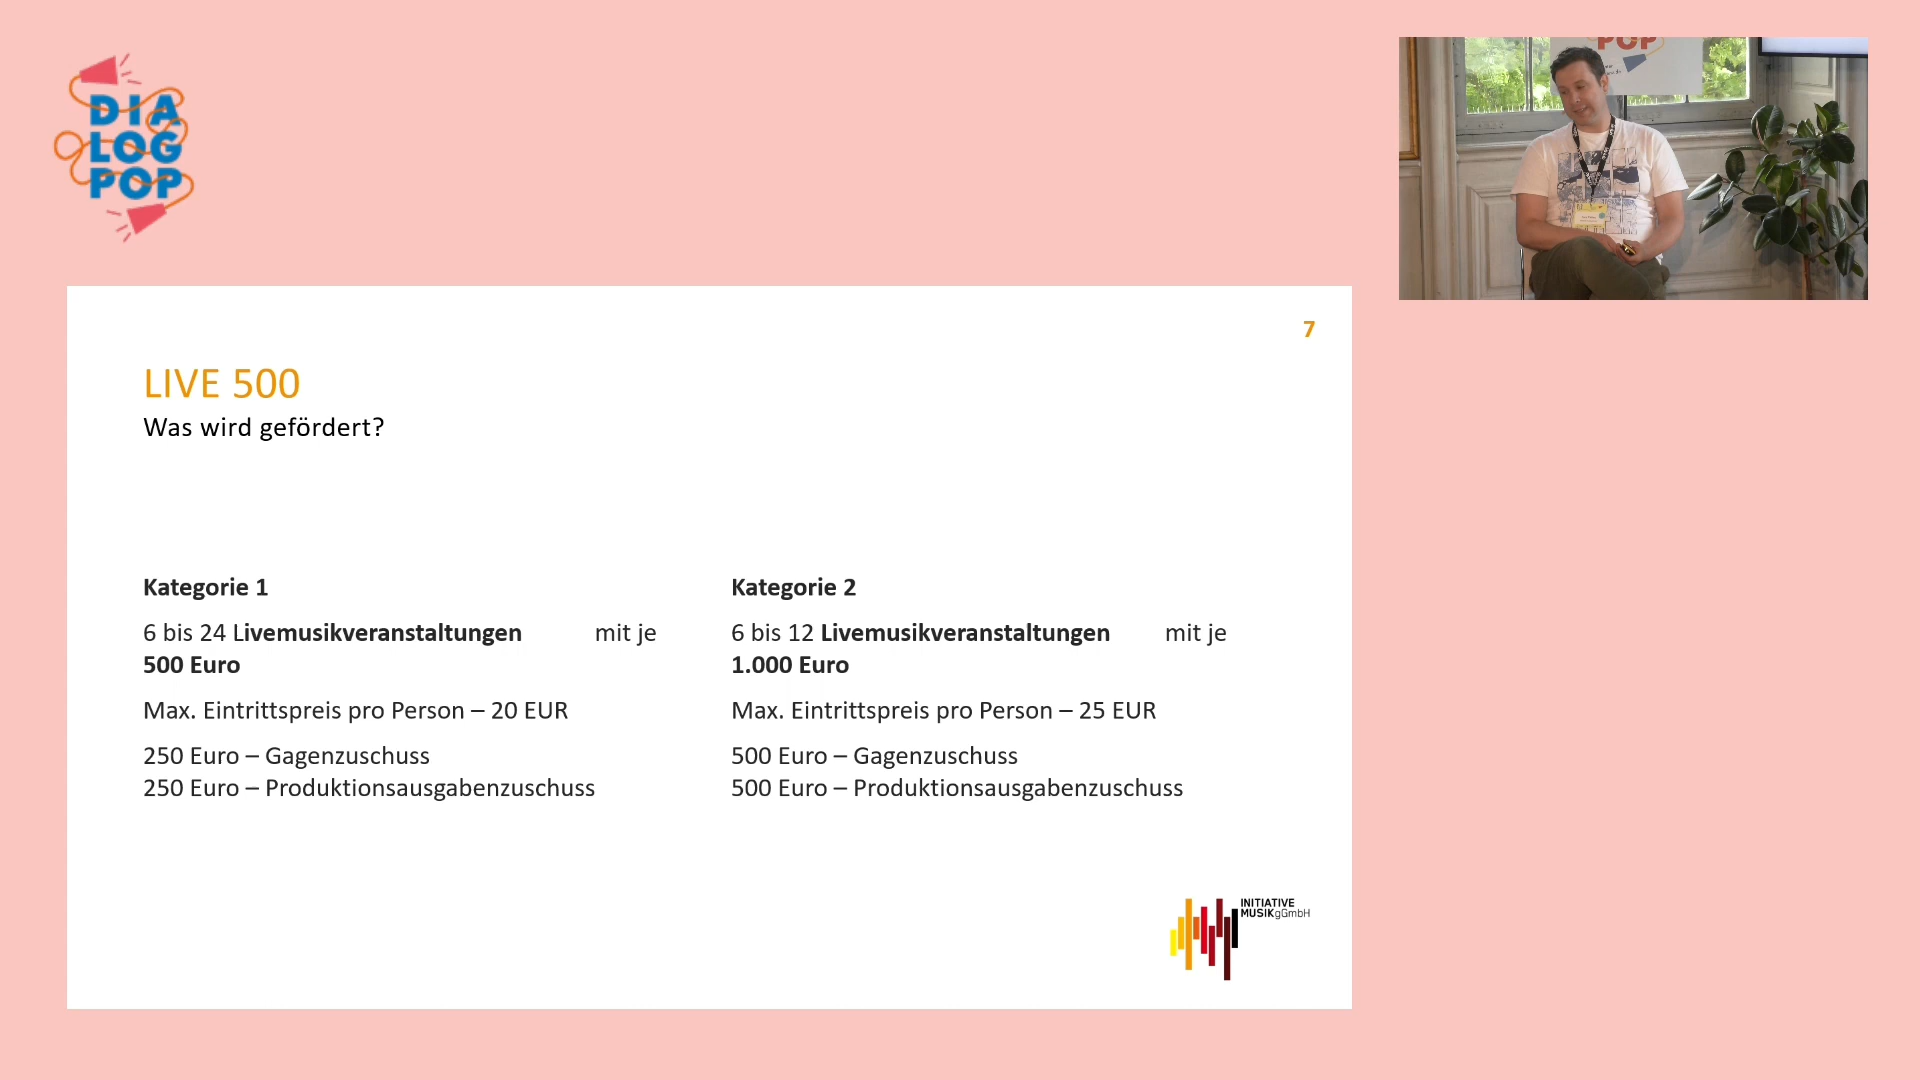 DIA
LOG
POP
POP
7
LIVE 500
Was wird gefördert?
Kategorie 1
6 bis 24 Livemusikveranstaltungen mit je
500 Euro
Max. Eintrittspreis pro Person – 20 EUR
250 Euro – Gagenzuschuss
250 Euro – Produktionsausgabenzuschuss
Kategorie 2
6 bis 12 Livemusikveranstaltungen mit je
1.000 Euro
Max. Eintrittspreis pro Person – 25 EUR
500 Euro – Gagenzuschuss
500 Euro – Produktionsausgabenzuschuss
INITIATIVE
MUSIKgGmbH